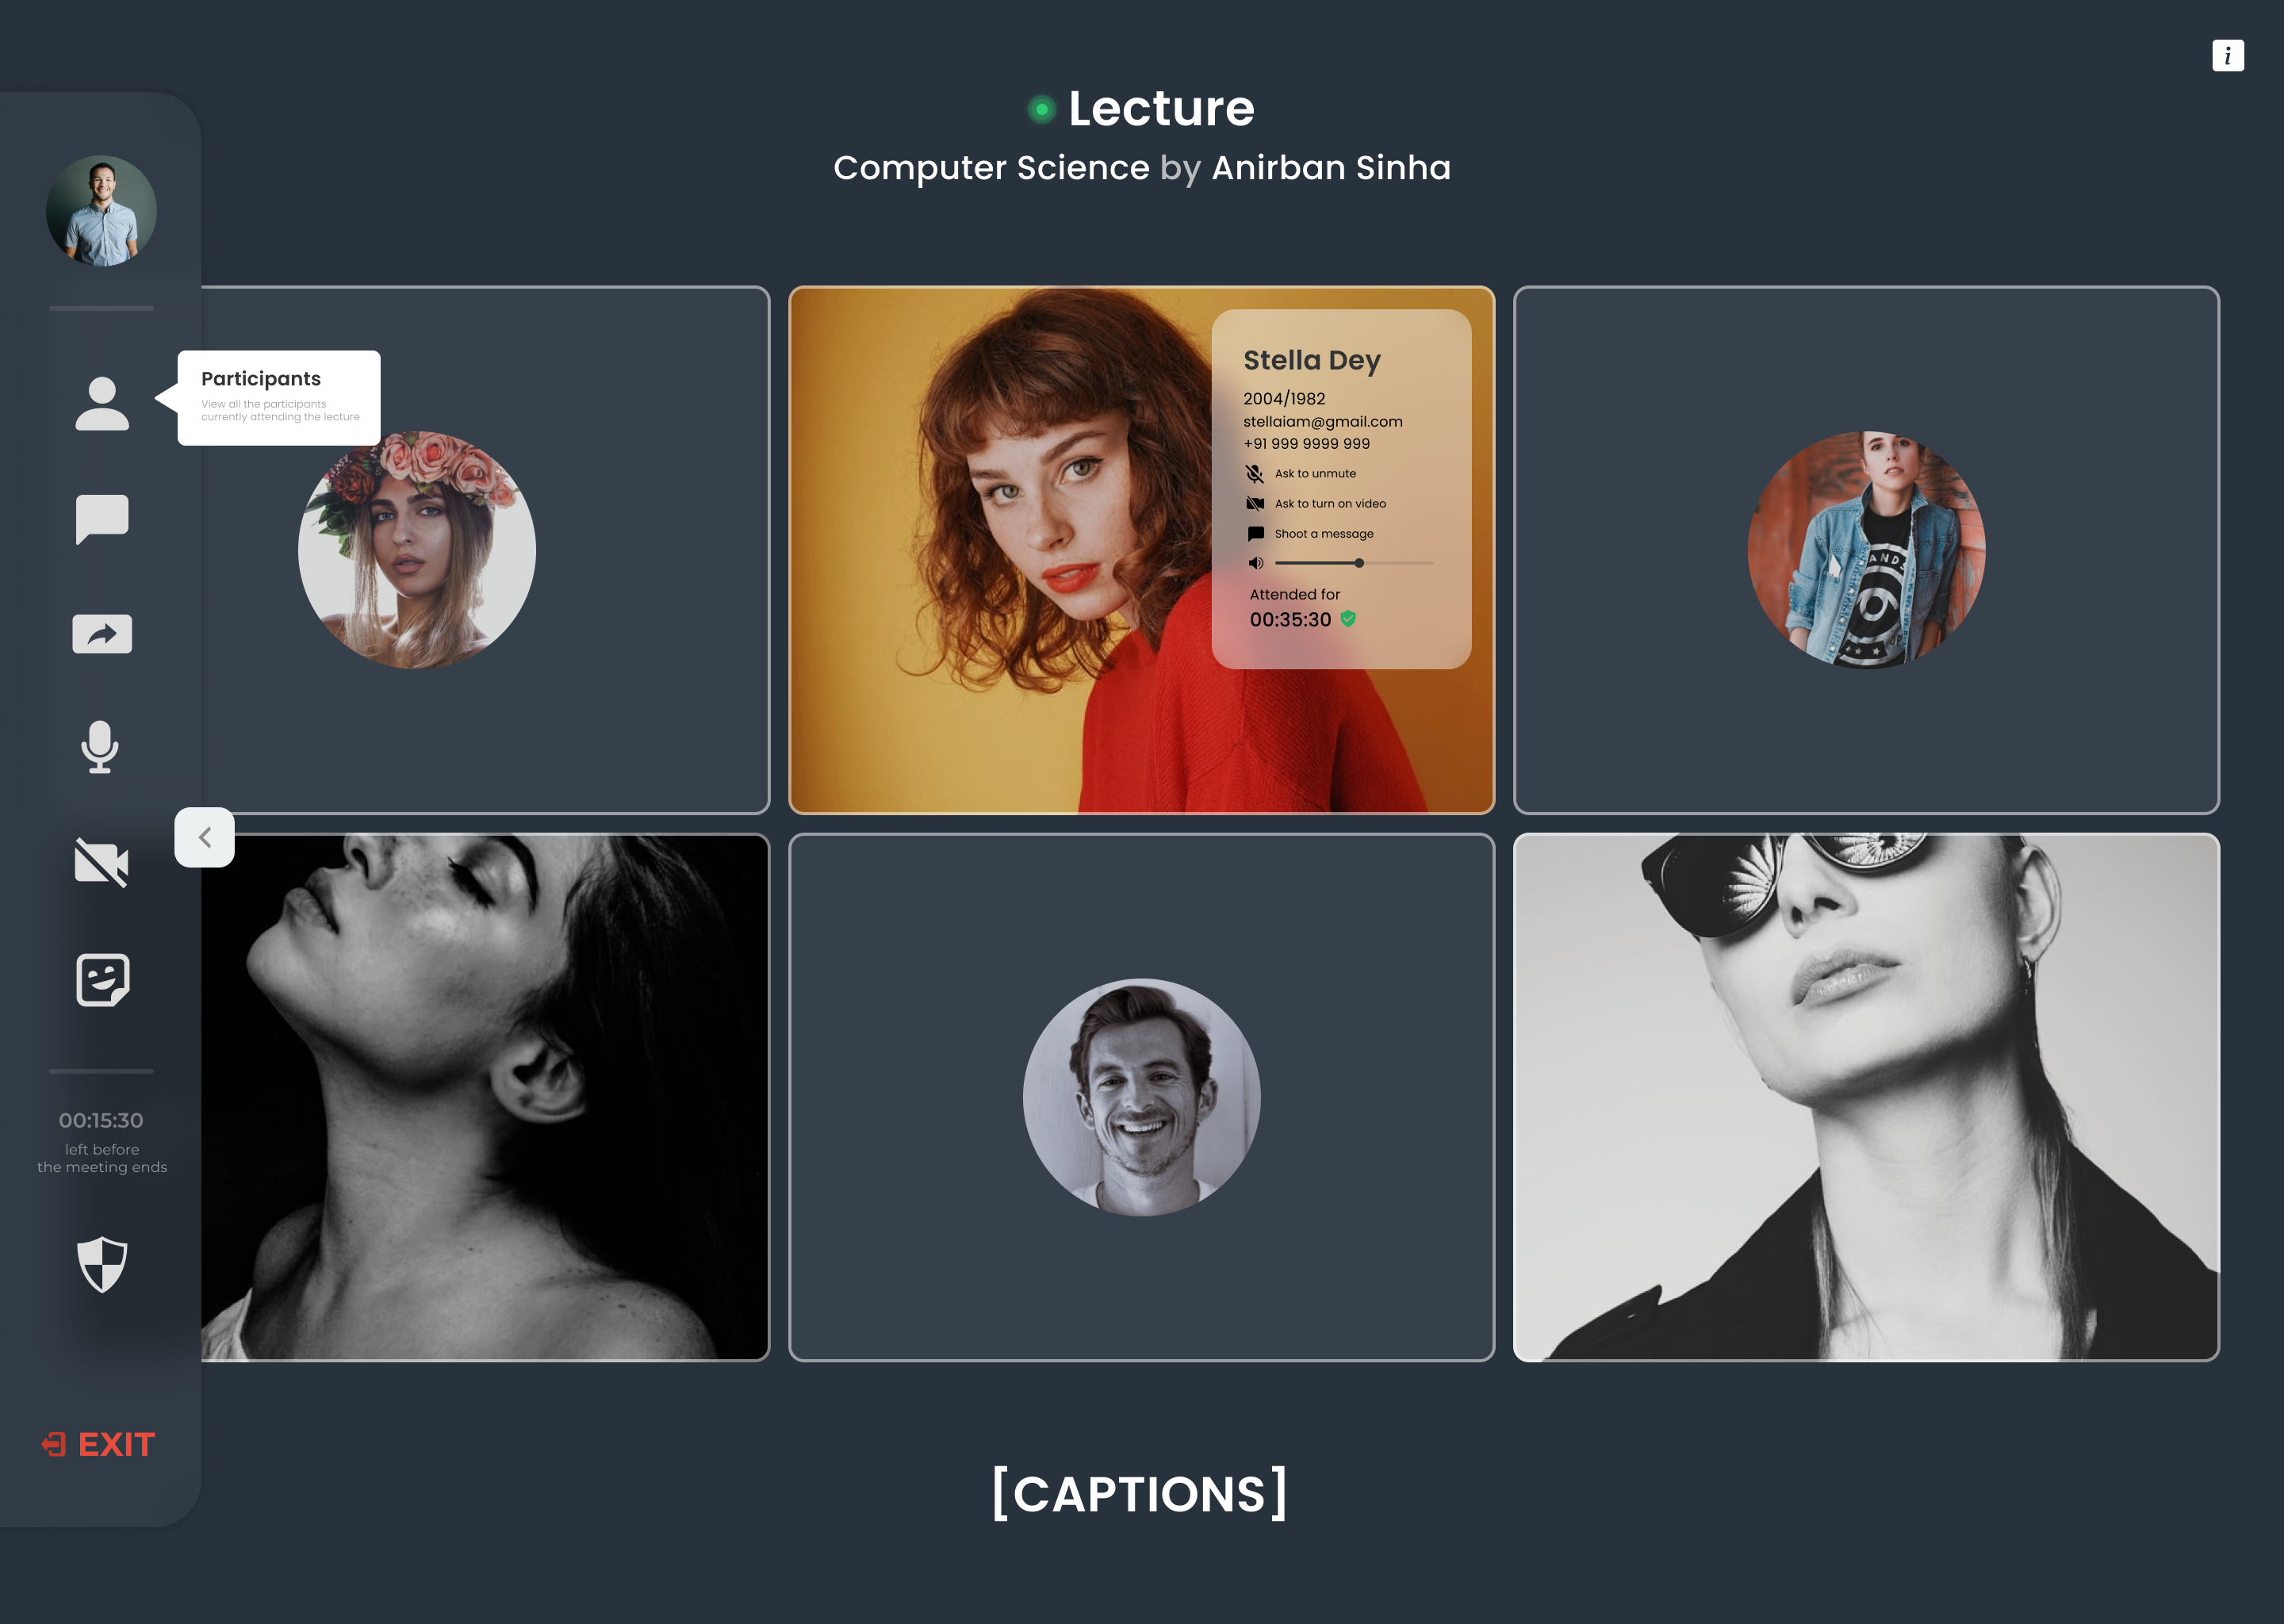 Lecture
Computer Science by Anirban Sinha
Participants
View all the participants
currently attending the lecture
Stella Dey
2004/1982
stellaiam@gmail.com
+91 999 9999 999
Ask to unmute
Ask to turn on video
Shoot a message
Attended for
00:35:30
00:15:30
left before
the meeting ends
EXIT
[CAPTIONS]